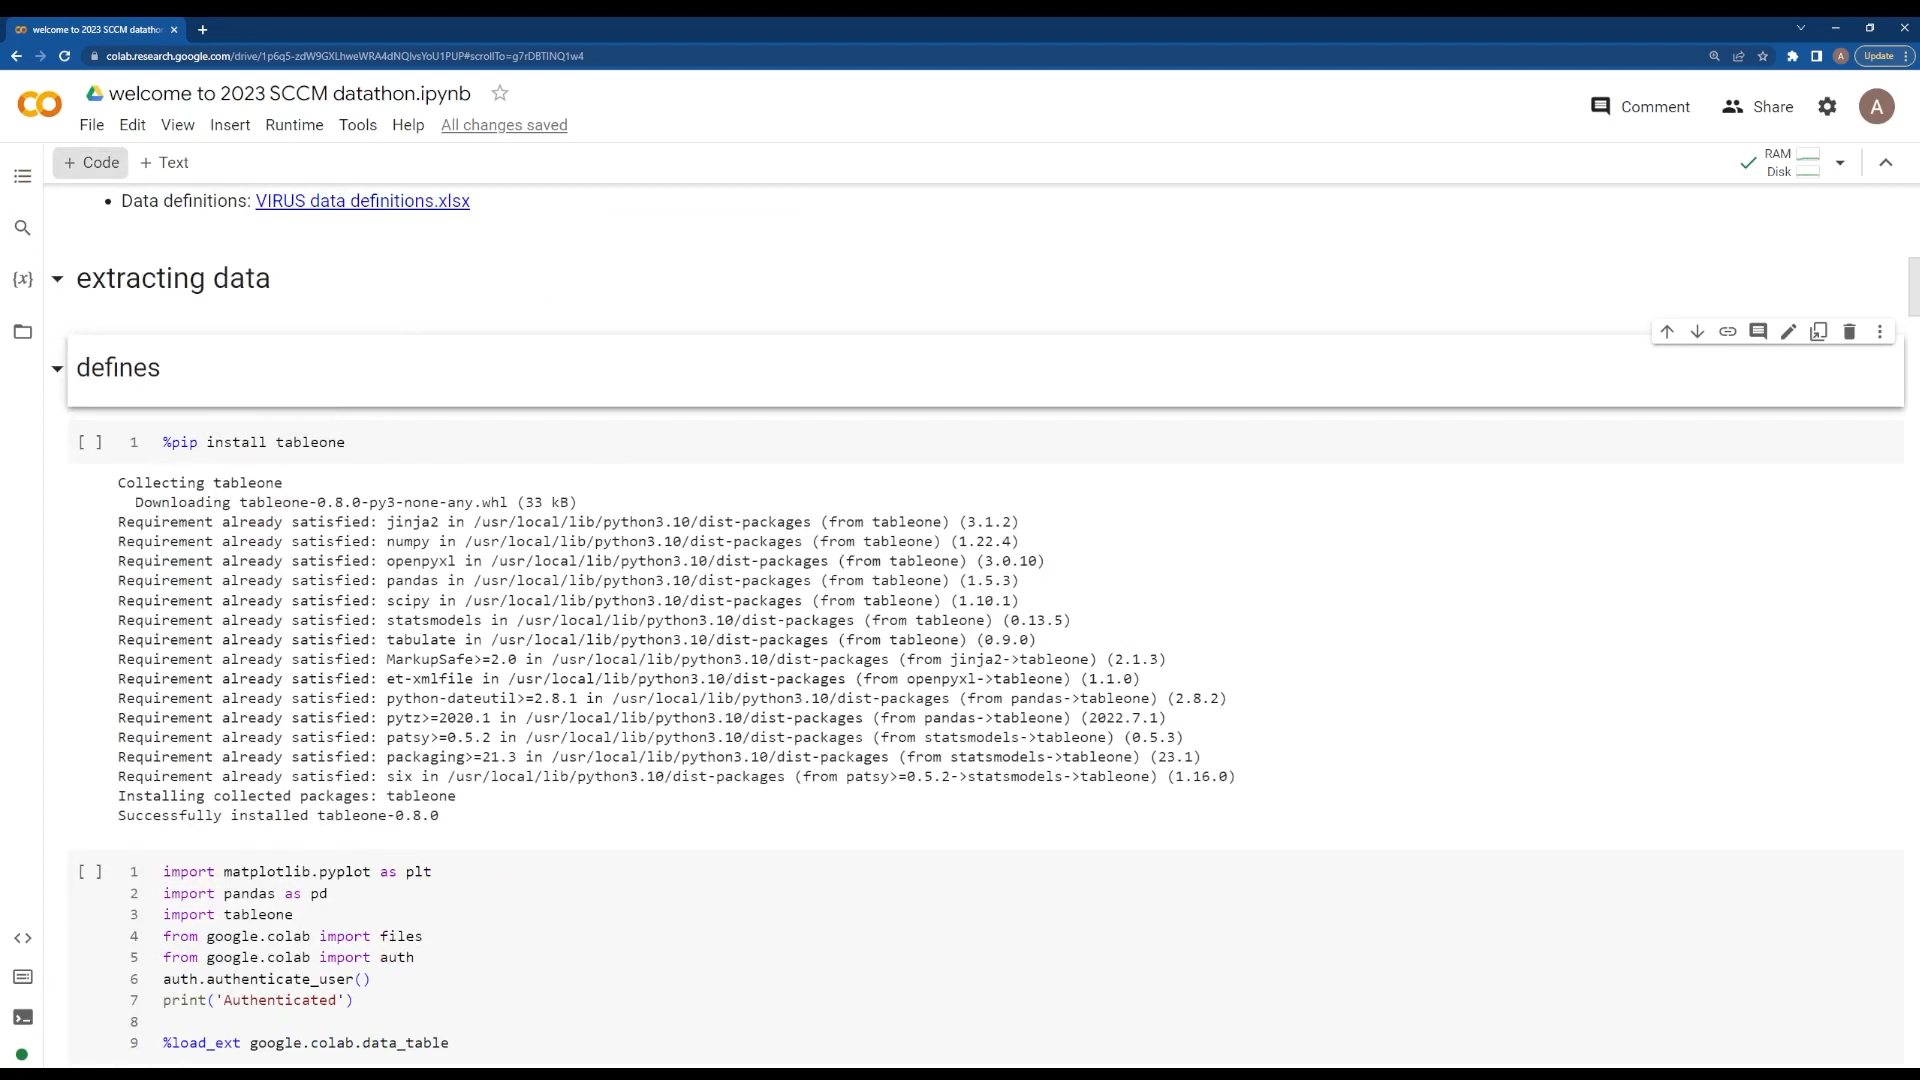 welcome to 2023 SCCM datatho
colab.research.google.com/drive/1p6q5-zdW9GXLhweWRA4dNQlvsYoU1PUP#scrollTo=g7rDBTlNQ1w4
A
Update
welcome to 2023 SCCM datathon.ipynb
Comment
Share
A
File Edit View Insert Runtime Tools Help All changes saved
+ Code + Text
RAM
Disk
Data definitions: VIRUS data definitions.xlsx
{x}
extracting data
defines
[ ] 1 %pip install tableone
Collecting tableone
Downloading tableone-0.8.0-py3-none-any.whl (33 kB)
Requirement already satisfied: jinja2 in /usr/local/lib/python3.10/dist-packages (from tableone) (3.1.2)
Requirement already satisfied: numpy in /usr/local/lib/python3.10/dist-packages (from tableone) (1.22.4)
Requirement already satisfied: openpyxl in /usr/local/lib/python3.10/dist-packages (from tableone) (3.0.10)
Requirement already satisfied: pandas in /usr/local/lib/python3.10/dist-packages (from tableone) (1.5.3)
Requirement already satisfied: scipy in /usr/local/lib/python3.10/dist-packages (from tableone) (1.10.1)
Requirement already satisfied: statsmodels in /usr/local/lib/python3.10/dist-packages (from tableone) (0.13.5)
Requirement already satisfied: tabulate in /usr/local/lib/python3.10/dist-packages (from tableone) (0.9.0)
Requirement already satisfied: MarkupSafe>=2.0 in /usr/local/lib/python3.10/dist-packages (from jinja2->tableone) (2.1.3)
Requirement already satisfied: et-xmlfile in /usr/local/lib/python3.10/dist-packages (from openpyxl->tableone) (1.1.0)
Requirement already satisfied: python-dateutil>=2.8.1 in /usr/local/lib/python3.10/dist-packages (from pandas->tableone) (2.8.2)
Requirement already satisfied: pytz>=2020.1 in /usr/local/lib/python3.10/dist-packages (from pandas->tableone) (2022.7.1)
Requirement already satisfied: patsy>=0.5.2 in /usr/local/lib/python3.10/dist-packages (from statsmodels->tableone) (0.5.3)
Requirement already satisfied: packaging>=21.3 in /usr/local/lib/python3.10/dist-packages (from statsmodels->tableone) (23.1)
Requirement already satisfied: six in /usr/local/lib/python3.10/dist-packages (from patsy>=0.5.2->statsmodels->tableone) (1.16.0)
Installing collected packages: tableone
Successfully installed tableone-0.8.0
[ ] 1 import matplotlib.pyplot as plt
2 import pandas as pd
3 import tableone
4 from google.colab import files
5 from google.colab import auth
6 auth.authenticate_user()
7 print('Authenticated')
8
9 %load_ext google.colab.data_table